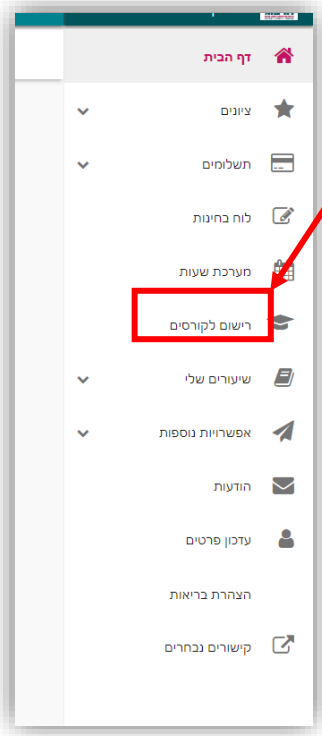 דף הבית
ציונים
תשלומים
לוח בחינות
מערכת שעות
רישום לקורסים
שיעורים שלי
אפשרויות נוספות
הודעות
עדכון פרטים
הצהרת בריאות
קישורים נבחרים